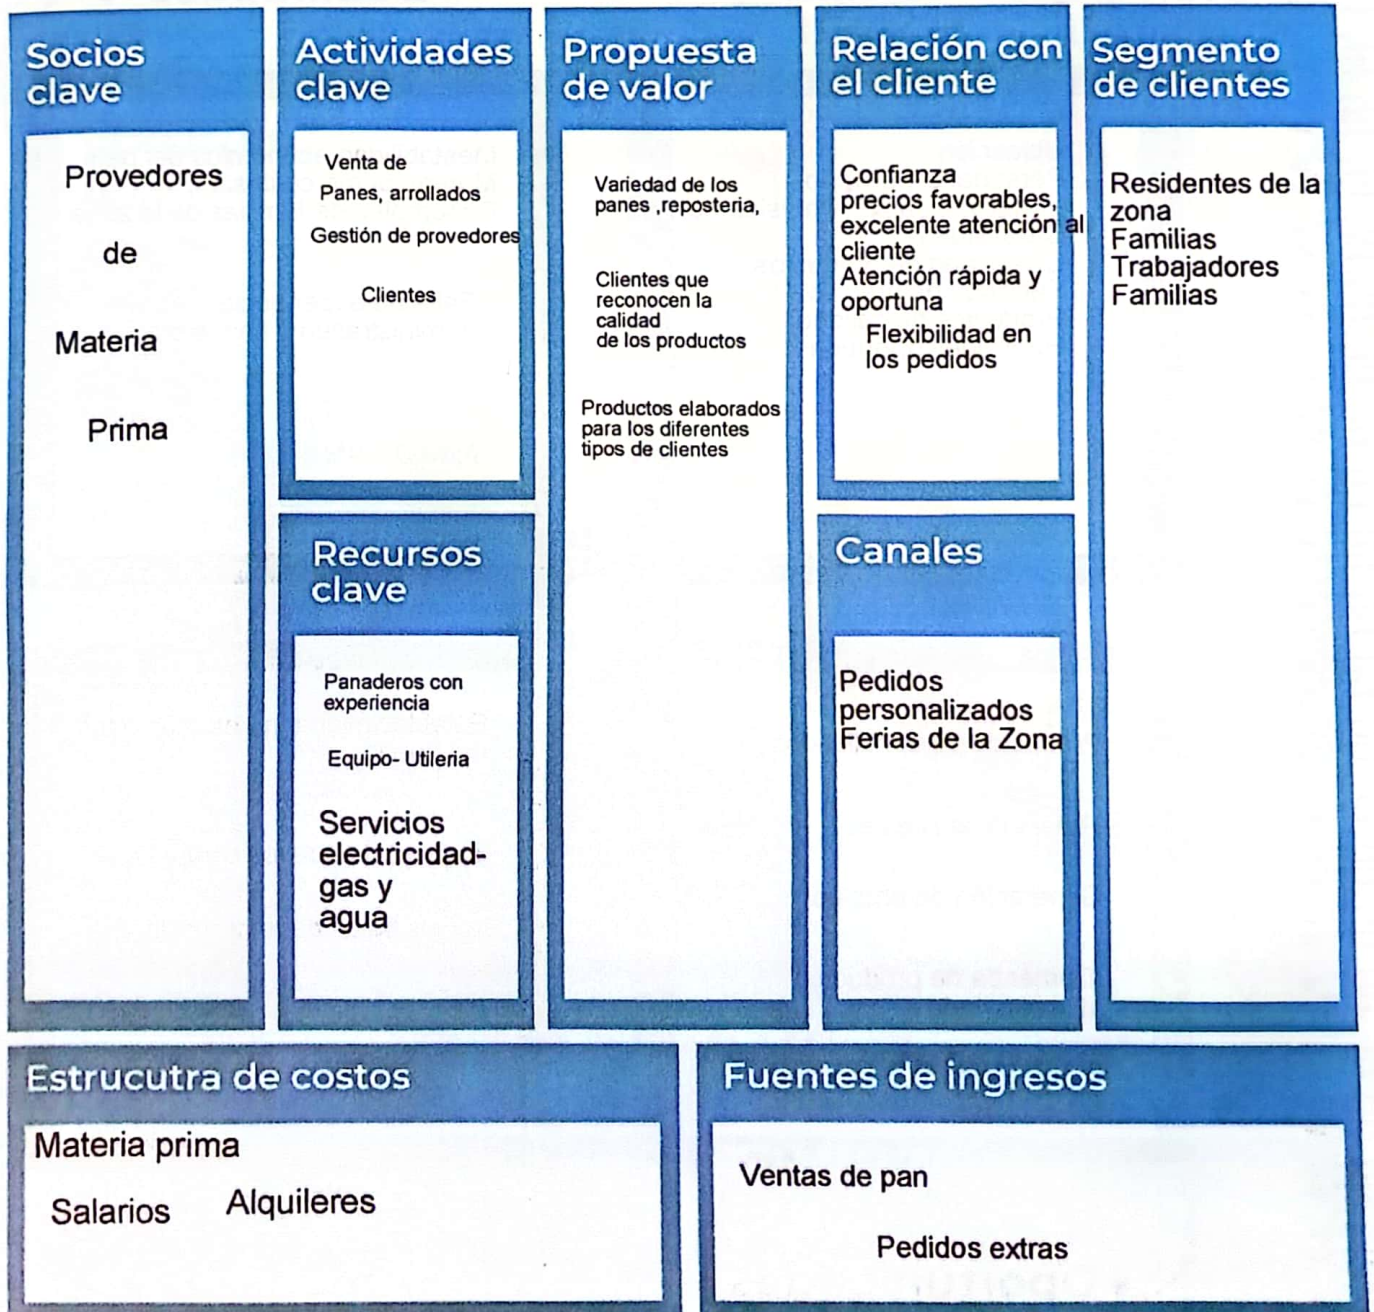 Socios
clave
Provedores
de
Materia
Prima
Actividades
clave
Venta de
Panes, arrollados
Gestión de provedores
Clientes
Recursos
clave
Panaderos con
experiencia
Equipo- Utileria
Servicios
electricidad-
gas y
agua
Propuesta
de valor
Variedad de los
panes ,reposteria,
Clientes que
reconocen la
calidad
de los productos
Productos elaborados
para los diferentes
tipos de clientes
Relación con
el cliente
Confianza
precios favorables,
excelente atención al
cliente
Atención rápida y
oportuna
Flexibilidad en
los pedidos
Canales
Pedidos
personalizados
Ferias de la Zona
Segmento
de clientes
Residentes de la
zona
Familias
Trabajadores
Familias
Estrucutra de costos
Materia prima
Salarios
Alquileres
Fuentes de ingresos
Ventas de pan
Pedidos extras